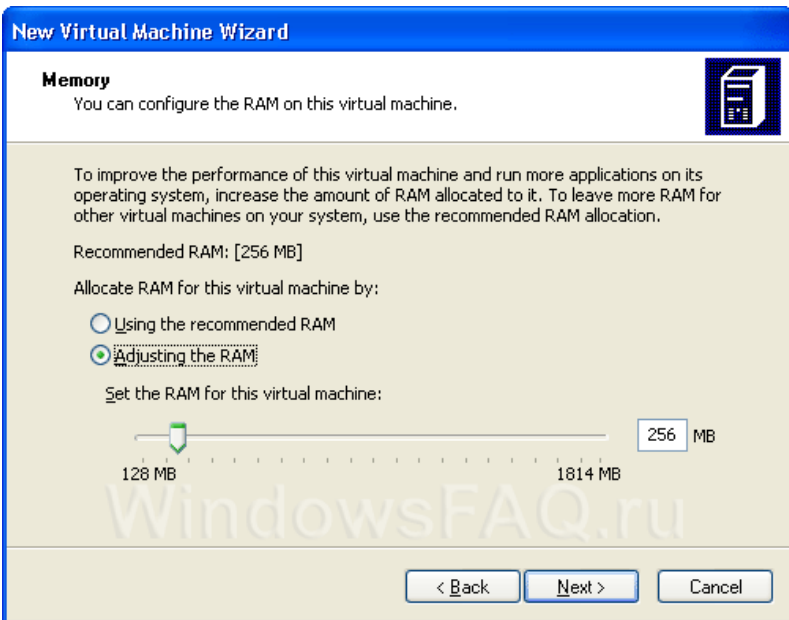 New Virtual Machine Wizard
Memory
You can configure the RAM on this virtual machine.
To improve the performance of this virtual machine and run more applications on its
operating system, increase the amount of RAM allocated to it. To leave more RAM for
other virtual machines on your system, use the recommended RAM allocation.
Recommended RAM: [256 MB]
Allocate RAM for this virtual machine by:
Using the recommended RAM
Adjusting the RAM
Set the RAM for this virtual machine:
256 MB
128 MB 1814 MB
WindowsFAQ.ru
< Back Next > Cancel